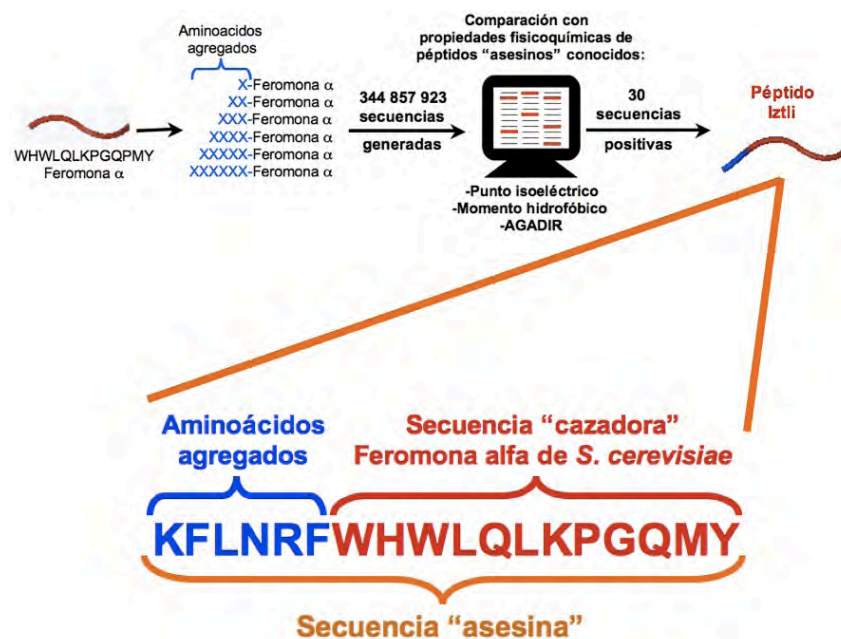 Comparación con
propiedades fisicoquímicas de
péptidos “asesinos” conocidos:
Aminoacidos
agregados
X-Feromona α
XX-Feromona α
XXX-Feromona α
XXXX-Feromona α
XXXXX-Feromona α
XXXXXX-Feromona α
WHWLQLKPGQPMY
Feromona α
344 857 923
secuencias
generadas
-Punto isoeléctrico
-Momento hidrofóbico
-AGADIR
30
secuencias
positivas
Péptido
Iztli
Aminoácidos
agregados
Secuencia “cazadora”
Feromona alfa de S. cerevisiae
KFLNRFWHWLQLKPGQMY
Secuencia “asesina”